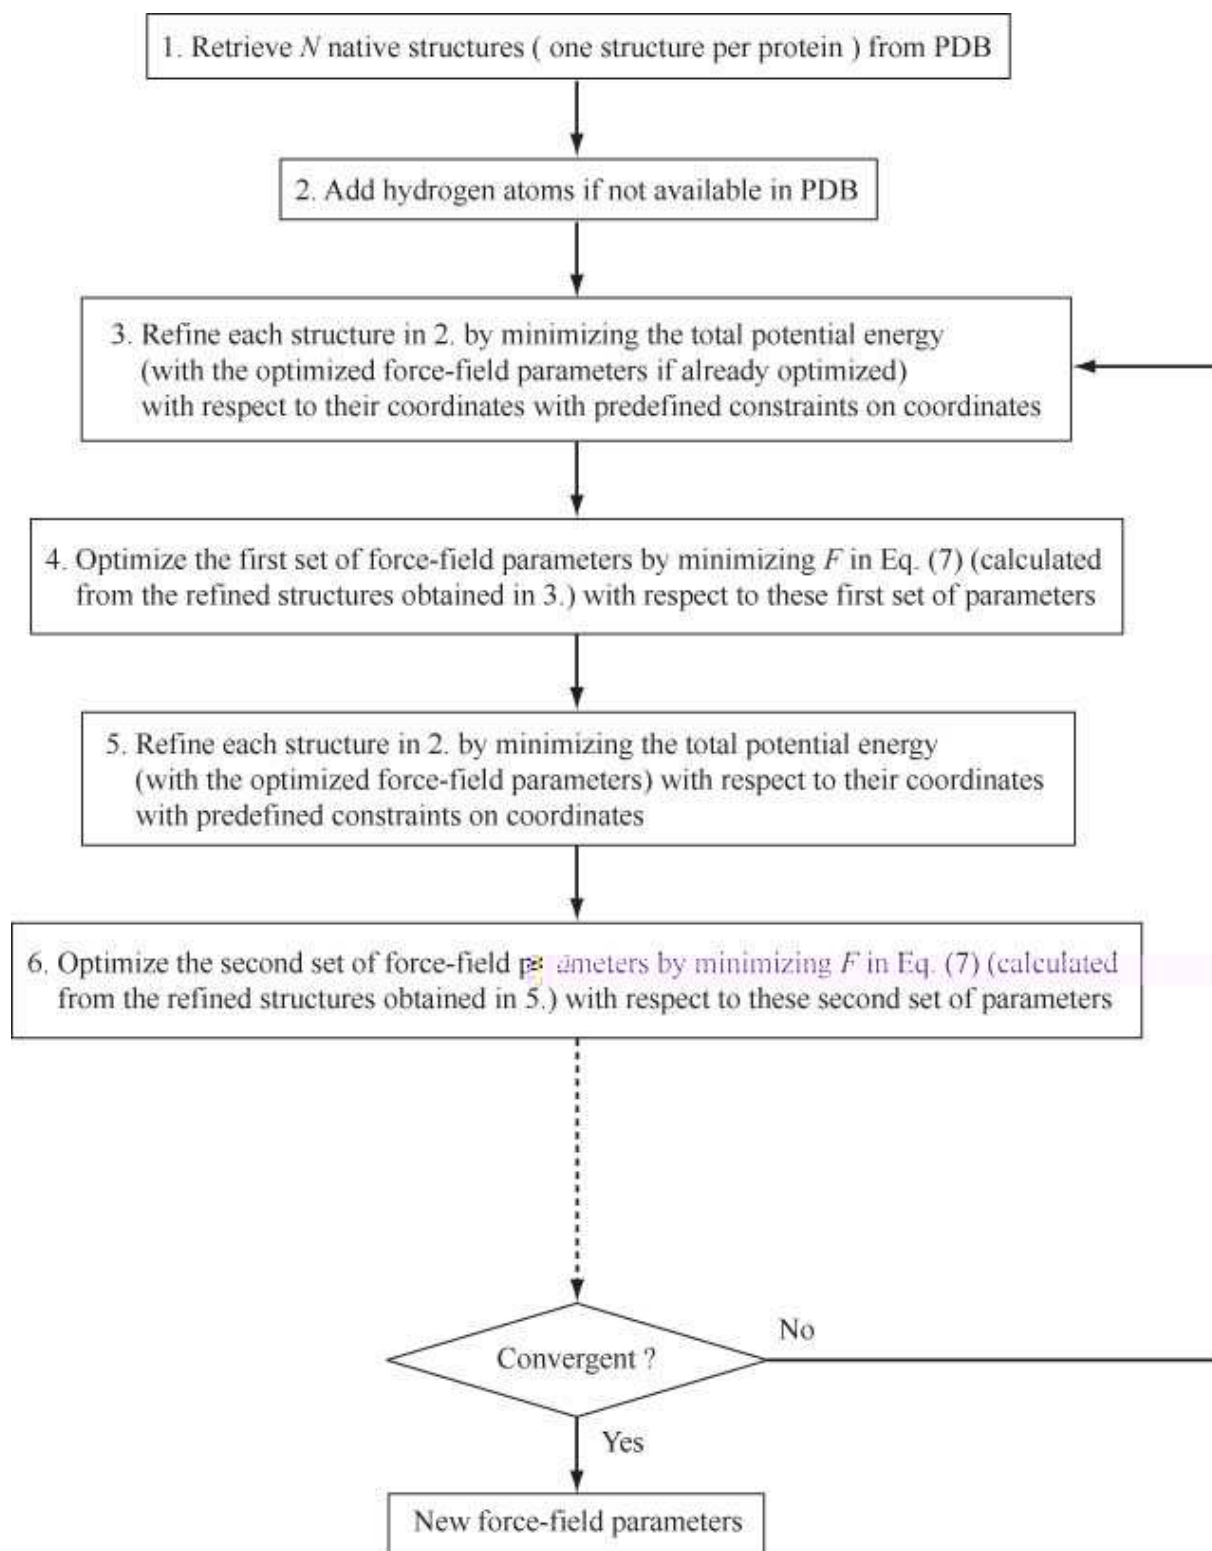 1. Retrieve N native structures ( one structure per protein ) from PDB
2. Add hydrogen atoms if not available in PDB
3. Refine each structure in 2. by minimizing the total potential energy
(with the optimized force-field parameters if already optimized)
with respect to their coordinates with predefined constraints on coordinates
4. Optimize the first set of force-field parameters by minimizing F in Eq. (7) (calculated
from the refined structures obtained in 3.) with respect to these first set of parameters
5. Refine each structure in 2. by minimizing the total potential energy
(with the optimized force-field parameters) with respect to their coordinates
with predefined constraints on coordinates
6. Optimize the second set of force-field by minimizing F in Eq. (7) (calculated
from the refined structures obtained in 5.) with respect to these second set of parameters
Convergent ?
No
Yes
New force-field parameters